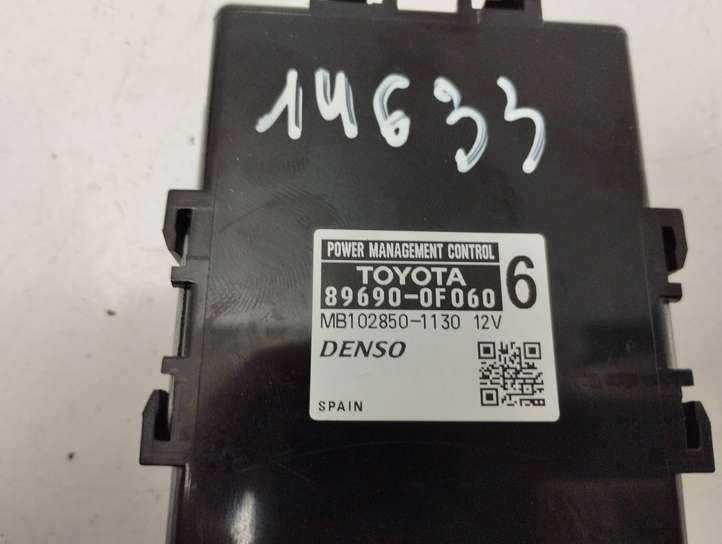 14633
POWER MANAGEMENT CONTROL
TOYOTA
89690-0F060 6
MB102850-1130 12V
DENSO
SPAIN